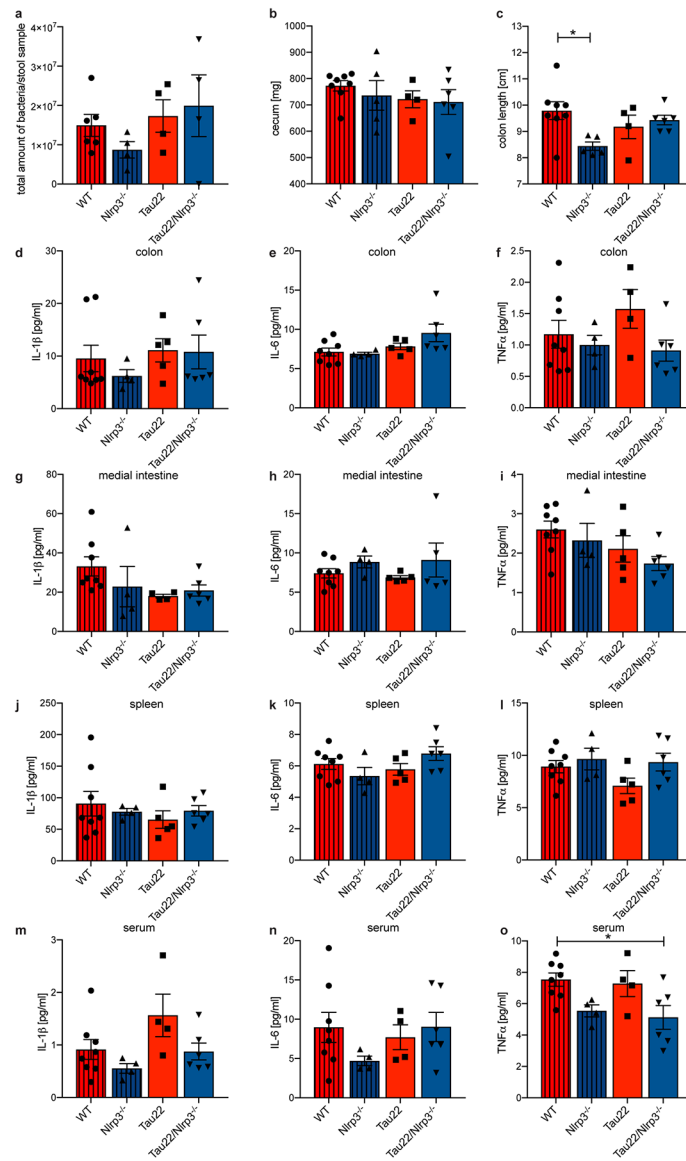 a
total amount of bacteria/stool sample
4×10⁷
3×10⁷
2×10⁷
1×10⁷
0
WT
Nlrp3⁻/⁻
Tau22
Tau22/Nlrp3⁻/⁻
b
cecum [mg]
1000
900
800
700
600
500
400
WT
Nlrp3⁻/⁻
Tau22
Tau22/Nlrp3⁻/⁻
c
colon length [cm]
12
11
10
9
8
7
*
WT
Nlrp3⁻/⁻
Tau22
Tau22/Nlrp3⁻/⁻
d
colon
IL-1β [pg/ml]
30
20
10
0
WT
Nlrp3⁻/⁻
Tau22
Tau22/Nlrp3⁻/⁻
e
colon
IL-6 [pg/ml]
20
15
10
5
0
WT
Nlrp3⁻/⁻
Tau22
Tau22/Nlrp3⁻/⁻
f
colon
TNFα [pg/ml]
2.5
2.0
1.5
1.0
0.5
0.0
WT
Nlrp3⁻/⁻
Tau22
Tau22/Nlrp3⁻/⁻
g
medial intestine
IL-1β [pg/ml]
80
60
40
20
0
WT
Nlrp3⁻/⁻
Tau22
Tau22/Nlrp3⁻/⁻
h
medial intestine
IL-6 [pg/ml]
20
15
10
5
0
WT
Nlrp3⁻/⁻
Tau22
Tau22/Nlrp3⁻/⁻
i
medial intestine
TNFα [pg/ml]
4
3
2
1
0
WT
Nlrp3⁻/⁻
Tau22
Tau22/Nlrp3⁻/⁻
j
spleen
IL-1β [pg/ml]
250
200
150
100
50
0
WT
Nlrp3⁻/⁻
Tau22
Tau22/Nlrp3⁻/⁻
k
spleen
IL-6 [pg/ml]
10
8
6
4
2
0
WT
Nlrp3⁻/⁻
Tau22
Tau22/Nlrp3⁻/⁻
l
spleen
TNFα [pg/ml]
15
10
5
0
WT
Nlrp3⁻/⁻
Tau22
Tau22/Nlrp3⁻/⁻
m
serum
IL-1β [pg/ml]
3
2
1
0
WT
Nlrp3⁻/⁻
Tau22
Tau22/Nlrp3⁻/⁻
n
serum
IL-6 [pg/ml]
20
15
10
5
0
WT
Nlrp3⁻/⁻
Tau22
Tau22/Nlrp3⁻/⁻
o
serum
TNFα [pg/ml]
10
8
6
4
2
0
*
WT
Nlrp3⁻/⁻
Tau22
Tau22/Nlrp3⁻/⁻